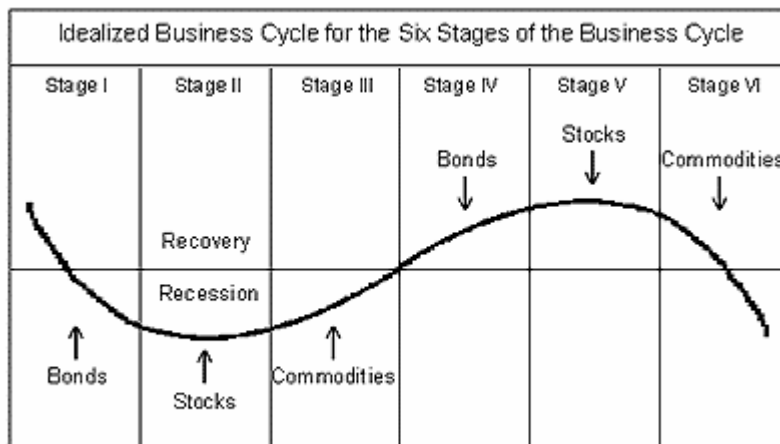 Idealized Business Cycle for the Six Stages of the Business Cycle
Stage I Stage II Stage III Stage IV Stage V Stage VI
Stocks
Bonds Commodities
Recovery
Recession
Bonds Commodities
Stocks